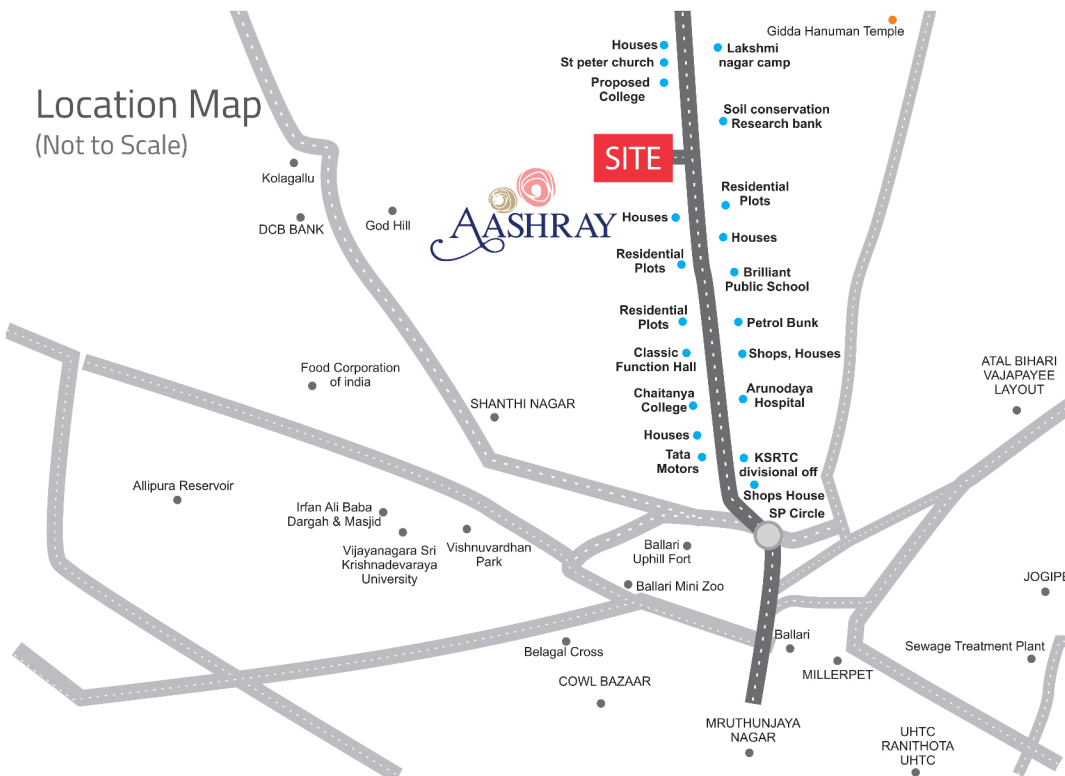 Location Map
(Not to Scale)
Gidda Hanuman Temple
Houses
St peter church
Proposed
College
Lakshmi
nagar camp
Soil conservation
Research bank
SITE
Kolagallu
DCB BANK
God Hill
AASHRAY
Houses
Residential
Plots
Residential
Plots
Houses
Brilliant
Public School
Residential
Plots
Petrol Bunk
Classic
Function Hall
Shops, Houses
Chaitanya
College
Arunodaya
Hospital
Houses
Tata
Motors
KSRTC
divisional off
Shops House
SP Circle
Food Corporation
of india
SHANTHI NAGAR
ATAL BIHARI
VAJAPAYEE
LAYOUT
Allipura Reservoir
Irfan Ali Baba
Dargah & Masjid
Vijayanagara Sri
Krishnadevaraya
University
Vishnuvardhan
Park
Ballari
Uphill Fort
Ballari Mini Zoo
JOGIPE
Belagal Cross
Ballari
Sewage Treatment Plant
COWL BAZAAR
MILLERPET
MRUTHUNJAYA
NAGAR
UHTC
RANITHOTA
UHTC